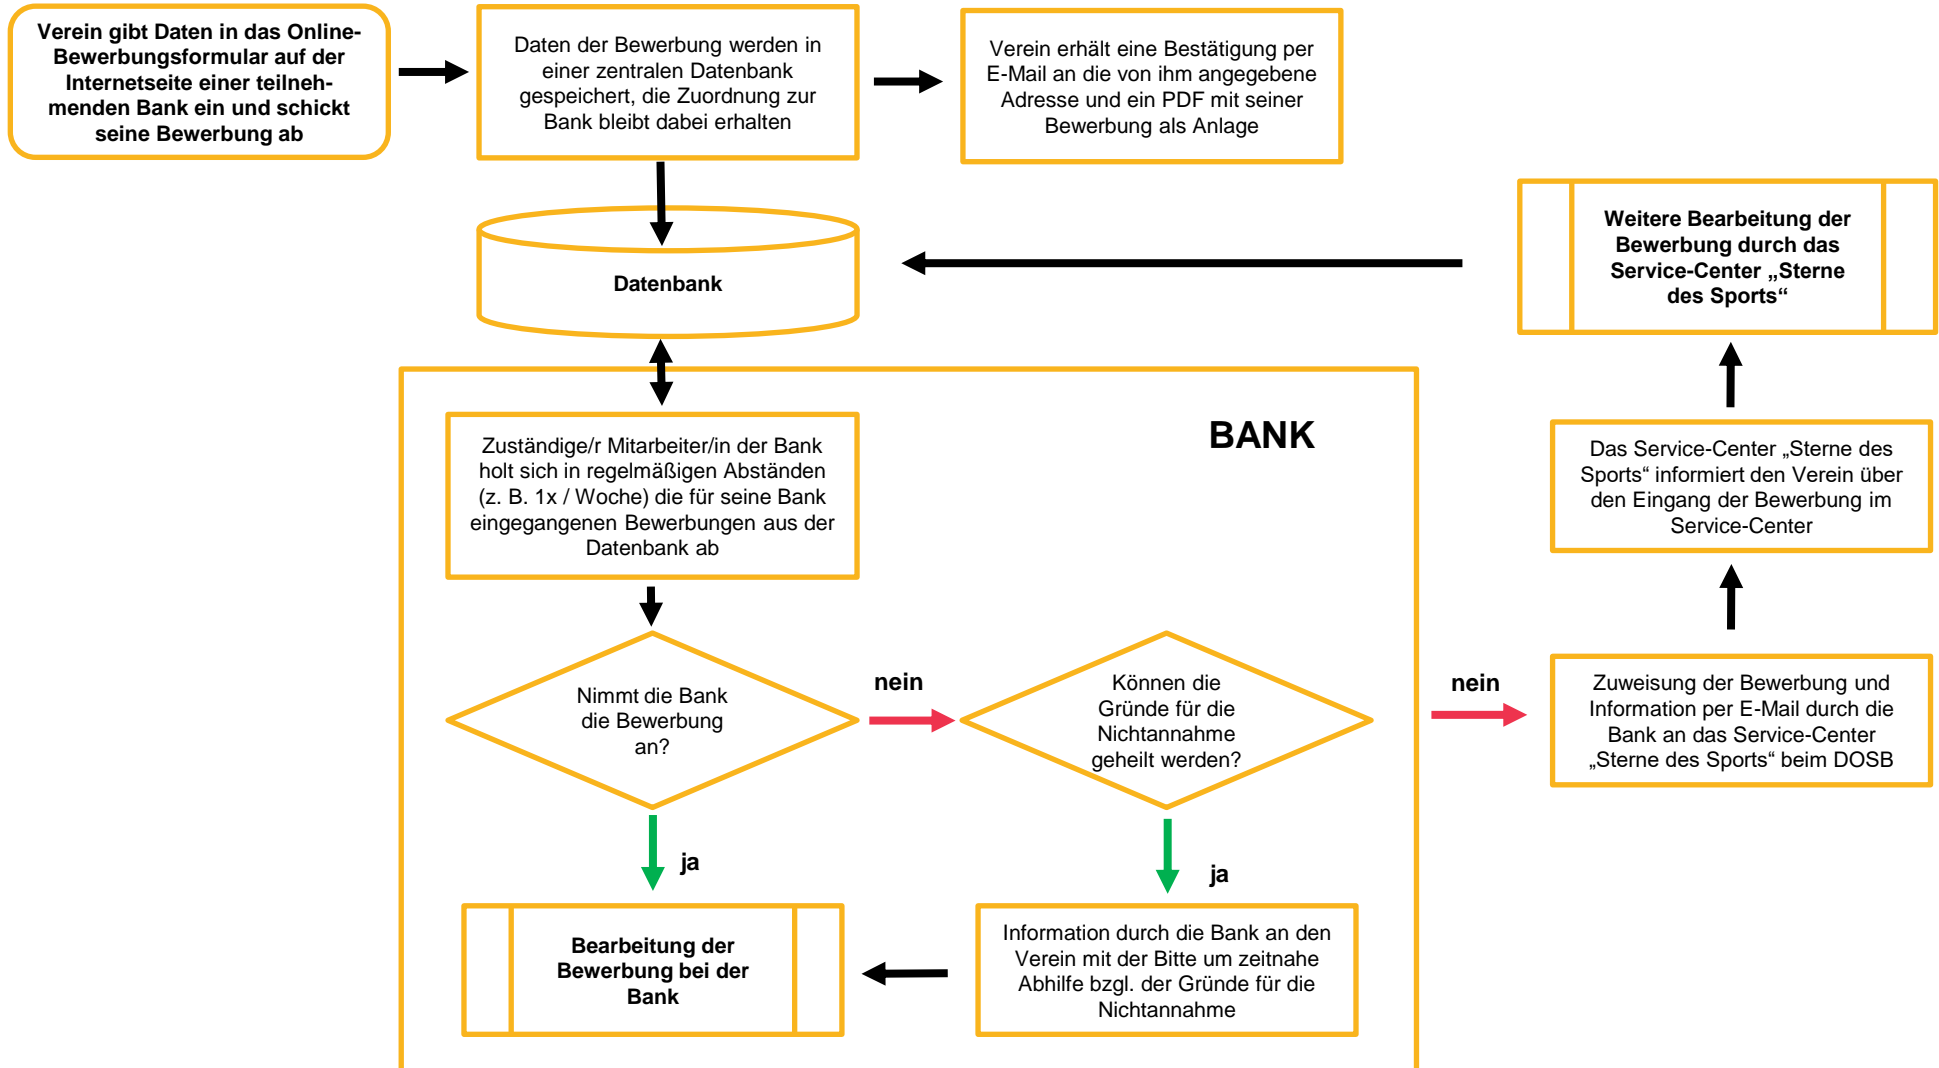 Verein gibt Daten in das Online-
Bewerbungsformular auf der
Internetseite einer teilneh-
menden Bank ein und schickt
seine Bewerbung ab
Daten der Bewerbung werden in
einer zentralen Datenbank
gespeichert, die Zuordnung zur
Bank bleibt dabei erhalten
Verein erhält eine Bestätigung per
E-Mail an die von ihm angegebene
Adresse und ein PDF mit seiner
Bewerbung als Anlage
Datenbank
Weitere Bearbeitung der
Bewerbung durch das
Service-Center „Sterne
des Sports“
BANK
Zuständige/r Mitarbeiter/in der Bank
holt sich in regelmäßigen Abständen
(z. B. 1x / Woche) die für seine Bank
eingegangenen Bewerbungen aus der
Datenbank ab
Das Service-Center „Sterne des
Sports“ informiert den Verein über
den Eingang der Bewerbung im
Service-Center
Nimmt die Bank
die Bewerbung
an?
nein
Können die
Gründe für die
Nichtannahme
geheilt werden?
nein
Zuweisung der Bewerbung und
Information per E-Mail durch die
Bank an das Service-Center
„Sterne des Sports“ beim DOSB
ja
ja
Bearbeitung der
Bewerbung bei der
Bank
Information durch die Bank an den
Verein mit der Bitte um zeitnahe
Abhilfe bzgl. der Gründe für die
Nichtannahme